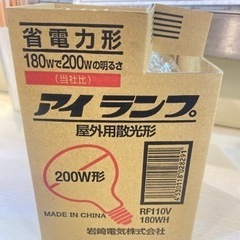 省電力形
180Wで200Wの明るさ
(当社比)
アイ ランプ
屋外用散光形
200W形
MADE IN CHINA
RF110V
180WH
岩崎電気株式会社